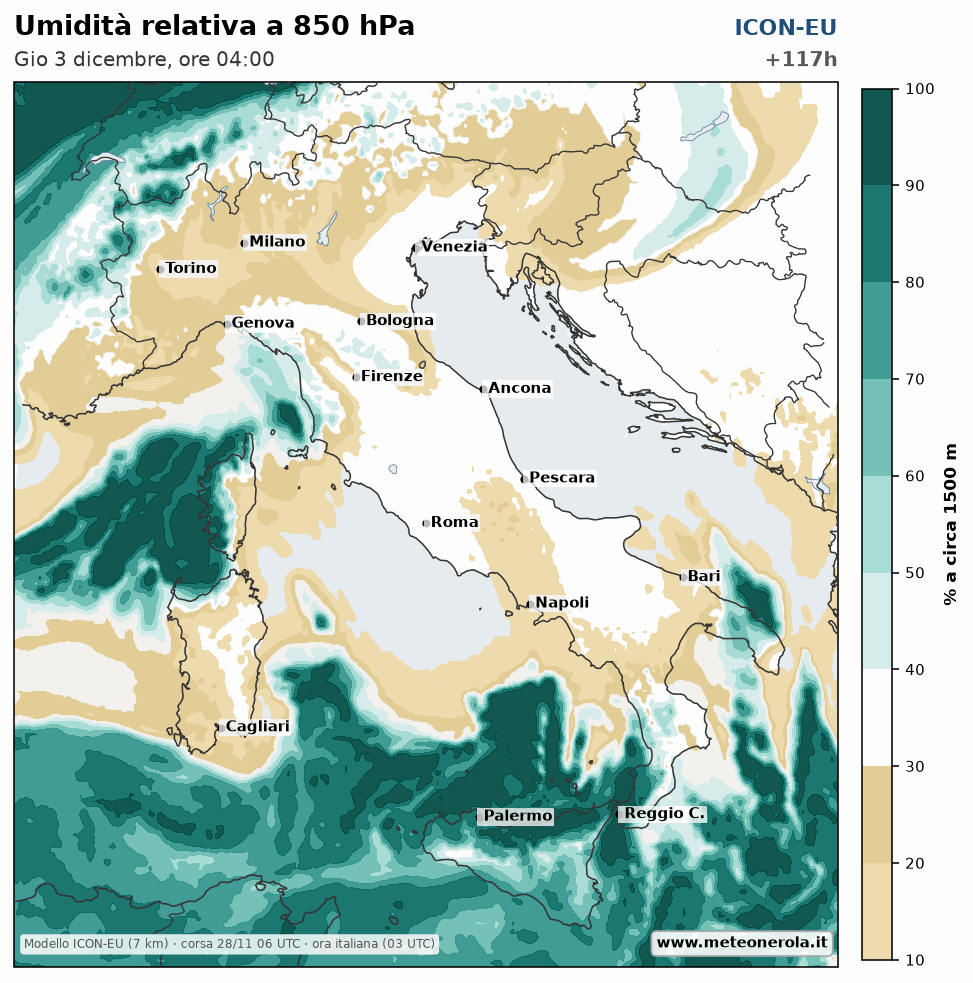 Umidità relativa a 850 hPa
ICON-EU
Gio 3 dicembre, ore 04:00
+117h
Milano
Venezia
Torino
Genova
Bologna
Firenze
Ancona
Pescara
Roma
Bari
Napoli
Cagliari
Palermo
Reggio C.
100
90
80
70
60
50
40
30
20
10
% a circa 1500 m
Modello ICON-EU (7 km) · corsa 28/11 06 UTC · ora italiana (03 UTC)
www.meteonerola.it